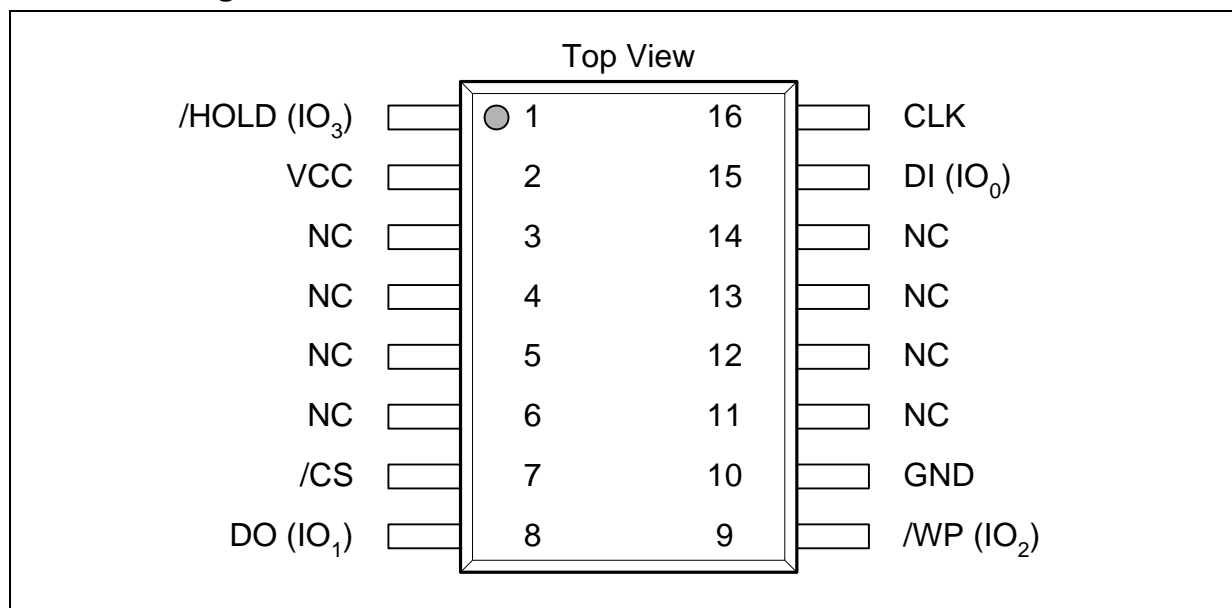 g
Top View
/HOLD (IO3) 1 16 CLK
VCC 2 15 DI (IO0)
NC 3 14 NC
NC 4 13 NC
NC 5 12 NC
NC 6 11 NC
/CS 7 10 GND
DO (IO1) 8 9 /WP (IO2)